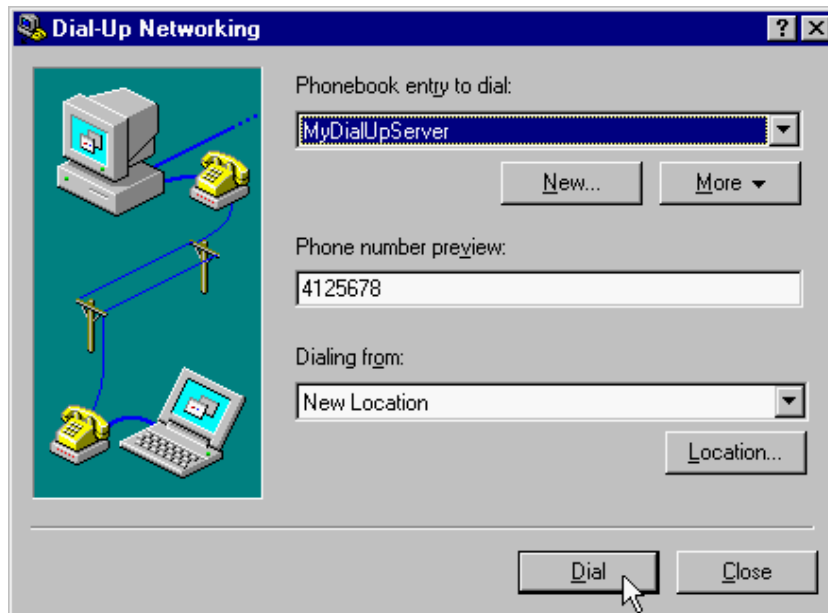 Dial-Up Networking
Phonebook entry to dial:
MyDialUpServer
New... More
Phone number preview:
4125678
Dialing from:
New Location
Location...
Dial Close